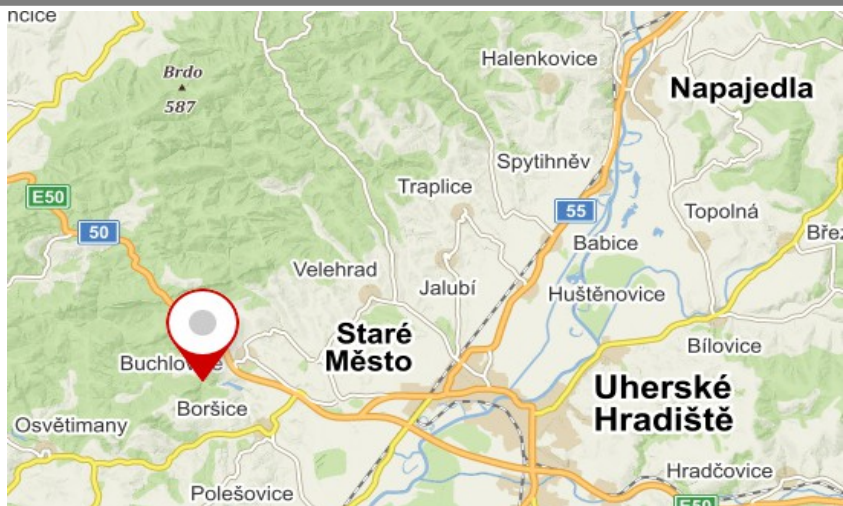 ncice
Halenkovice
Brdo
587
Napajedla
Spytihněv
Traplice
E50
55
Topolná
50
Břez
Babice
Velehrad
Jalubí
Huštěnovice
Staré
Město
Bílovice
Buchlovice
Uherské
Hradiště
Boršice
Osvětimany
Hradčovice
Polešovice
E50